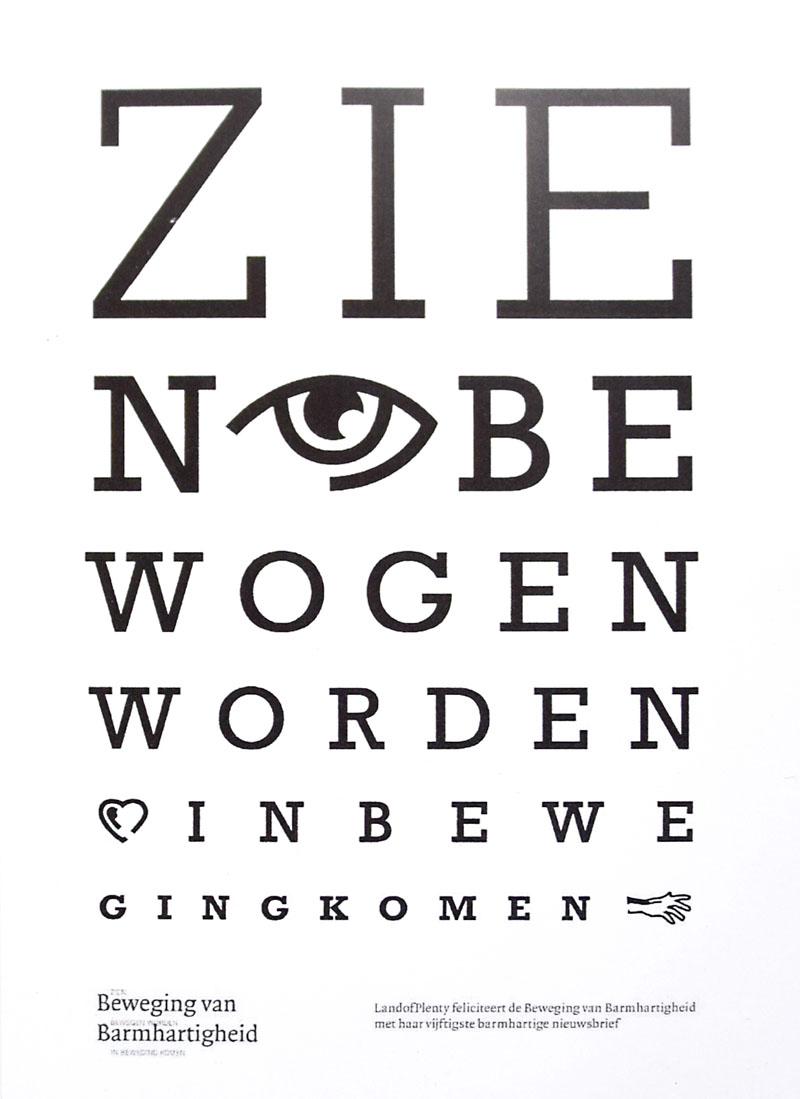 ZIE
N BE
WOGEN
WORDEN
INBEWE
GINGKOMEN
ZIEN,
Beweging van
BEWOGEN WORDEN
Barmhartigheid
IN BEWEGING KOMEN
LandofPlenty feliciteert de Beweging van Barmhartigheid
met haar vijftigste barmhartige nieuwsbrief